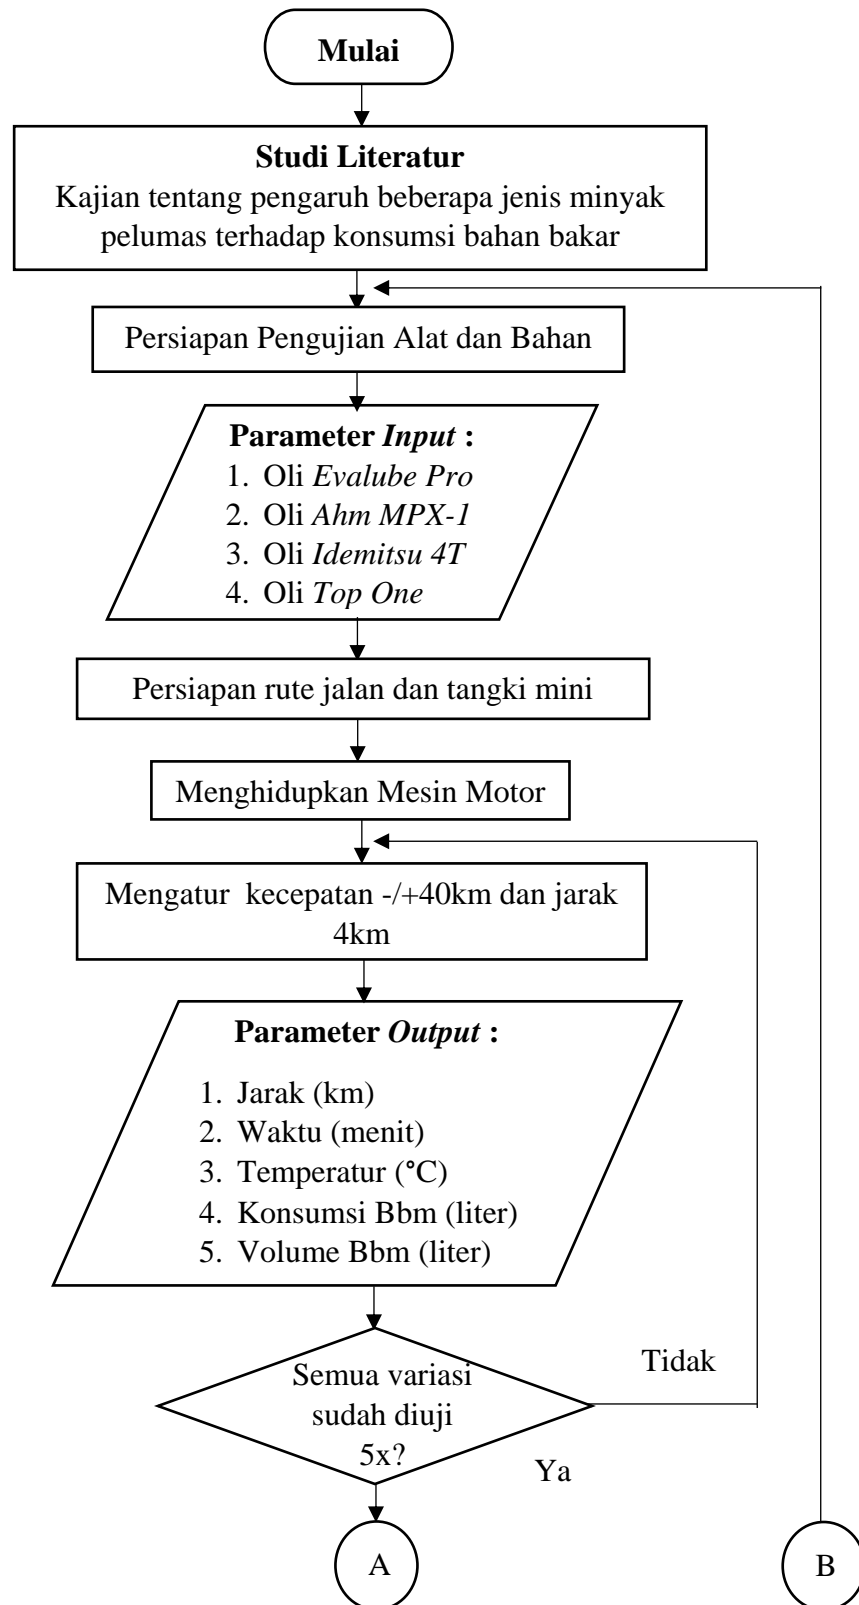 Mulai
Studi Literatur
Kajian tentang pengaruh beberapa jenis minyak
pelumas terhadap konsumsi bahan bakar
Persiapan Pengujian Alat dan Bahan
Parameter Input :
1. Oli Evalube Pro
2. Oli Ahm MPX-1
3. Oli Idemitsu 4T
4. Oli Top One
Persiapan rute jalan dan tangki mini
Menghidupkan Mesin Motor
Mengatur kecepatan -/+40km dan jarak
4km
Parameter Output :
1. Jarak (km)
2. Waktu (menit)
3. Temperatur (°C)
4. Konsumsi Bbm (liter)
5. Volume Bbm (liter)
Semua variasi
sudah diuji
5x?
Tidak
Ya
A
B